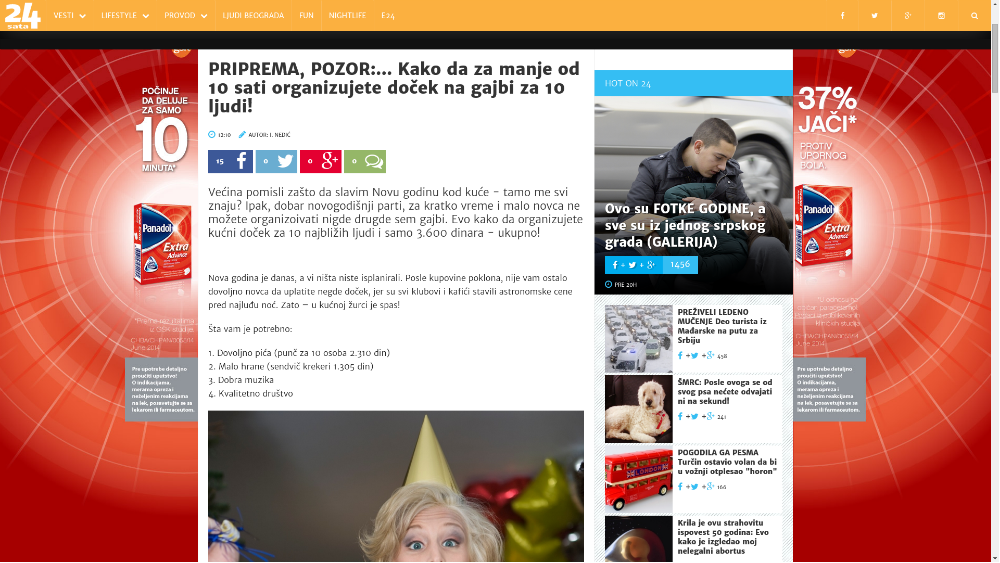 24
sata
VESTI
LIFESTYLE
PROVOD
LJUDI BEOGRADA
FUN
NIGHTLIFE
E24
POČINJE
DA DELUJE
ZA SAMO
10
MINUTA*
Panadol
Extra
Advance
June 2014
Pre upotrebe detaljno
proučiti uputstvo!
O indikacijama,
merama opreza i
neželjenim reakcijama
na lek, posavetujte se sa
lekarom ili farmaceutom.
PRIPREMA, POZOR:... Kako da za manje od
10 sati organizujete doček na gajbi za 10
ljudi!
12:10
AUTOR: I. NEDIĆ
15
0
0
0
Većina pomisli zašto da slavim Novu godinu kod kuće - tamo me svi
znaju? Ipak, dobar novogodišnji parti, za kratko vreme i malo novca ne
možete organizoivati nigde drugde sem gajbi. Evo kako da organizujete
kućni doček za 10 najbližih ljudi i samo 3.600 dinara - ukupno!
Nova godina je danas, a vi ništa niste isplanirali. Posle kupovine poklona, nije vam ostalo
dovoljno novca da uplatite negde doček, jer su svi klubovi i kafići stavili astronomske cene
pred najluđu noć. Zato – u kućnoj žurci je spas!
Šta vam je potrebno:
1. Dovoljno pića (punč za 10 osoba 2.310 din)
2. Malo hrane (sendvič krekeri 1.305 din)
3. Dobra muzika
4. Kvalitetno društvo
HOT ON 24
Ovo su FOTKE GODINE, a
sve su iz jednog srpskog
grada (GALERIJA)
1456
PRE 20H
PREŽIVELI LEDENO
MUČENJE Deo turista iz
Mađarske na putu za
Srbiju
458
ŠMRC: Posle ovoga se od
svog psa nećete odvajati
ni na sekund!
241
POGODILA GA PESMA
Turčin ostavio volan da bi
u vožnji otplesao "horon"
166
Krila je ovu strahovitu
ispovest 50 godina: Evo
kako je izgledao moj
nelegalni abortus
37%
JAČI*
PROTIV
UPORNOG
BOLA.
Panadol
Extra
Advance
June 2014
Pre upotrebe detaljno
proučiti uputstvo!
O indikacijama,
merama opreza i
neželjenim reakcijama
na lek, posavetujte se sa
lekarom ili farmaceutom.